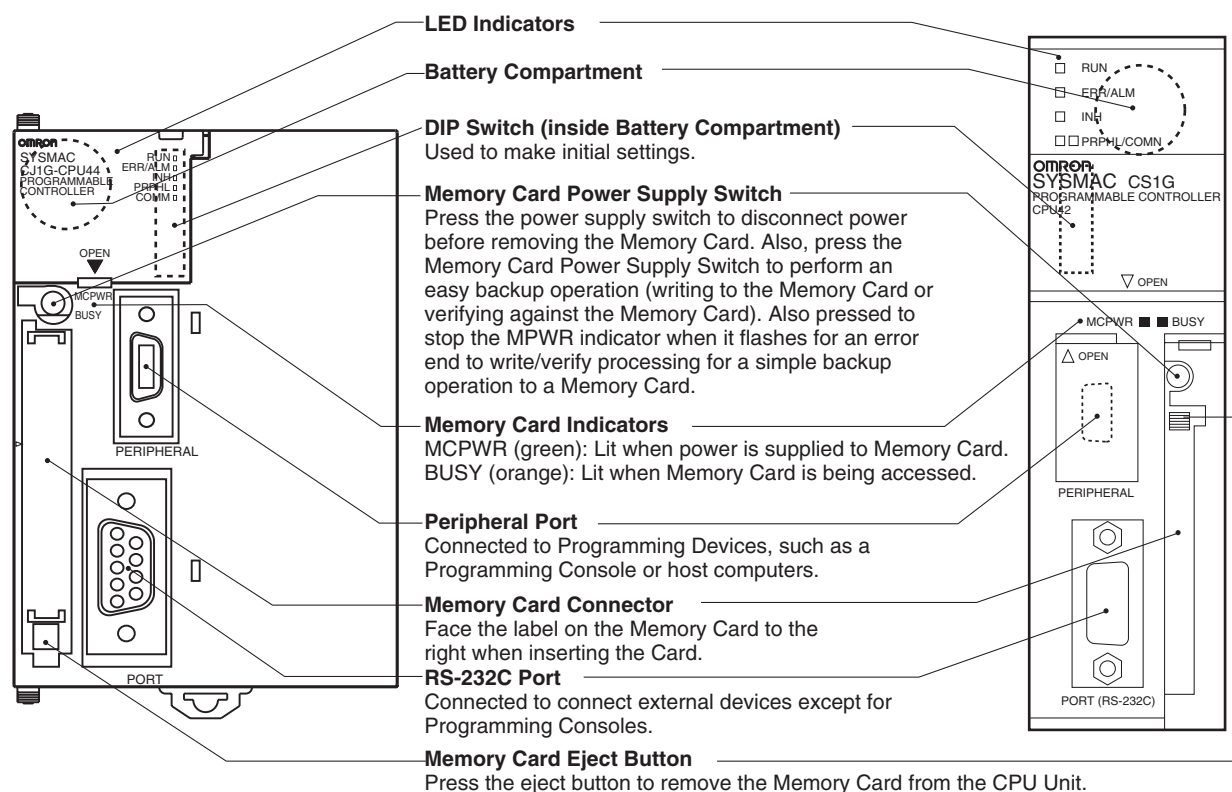 LED Indicators
Battery Compartment
DIP Switch (inside Battery Compartment)
Used to make initial settings.
Memory Card Power Supply Switch
Press the power supply switch to disconnect power
before removing the Memory Card. Also, press the
Memory Card Power Supply Switch to perform an
easy backup operation (writing to the Memory Card or
verifying against the Memory Card). Also pressed to
stop the MPWR indicator when it flashes for an error
end to write/verify processing for a simple backup
operation to a Memory Card.
Memory Card Indicators
MCPWR (green): Lit when power is supplied to Memory Card.
BUSY (orange): Lit when Memory Card is being accessed.
Peripheral Port
Connected to Programming Devices, such as a
Programming Console or host computers.
Memory Card Connector
Face the label on the Memory Card to the
right when inserting the Card.
RS-232C Port
Connected to connect external devices except for
Programming Consoles.
Memory Card Eject Button
Press the eject button to remove the Memory Card from the CPU Unit.
OMRON
SYSMAC
CJ1G-CPU44
PROGRAMMABLE
CONTROLLER
RUN
ERR/ALM
INH
PRPHL
COMM
OPEN
MCPWR
BUSY
PERIPHERAL
PORT
RUN
ERR/ALM
INH
PRPHL/COMN
OMRON
SYSMAC CS1G
PROGRAMMABLE CONTROLLER
CPU42
OPEN
MCPWR BUSY
OPEN
PERIPHERAL
PORT (RS-232C)